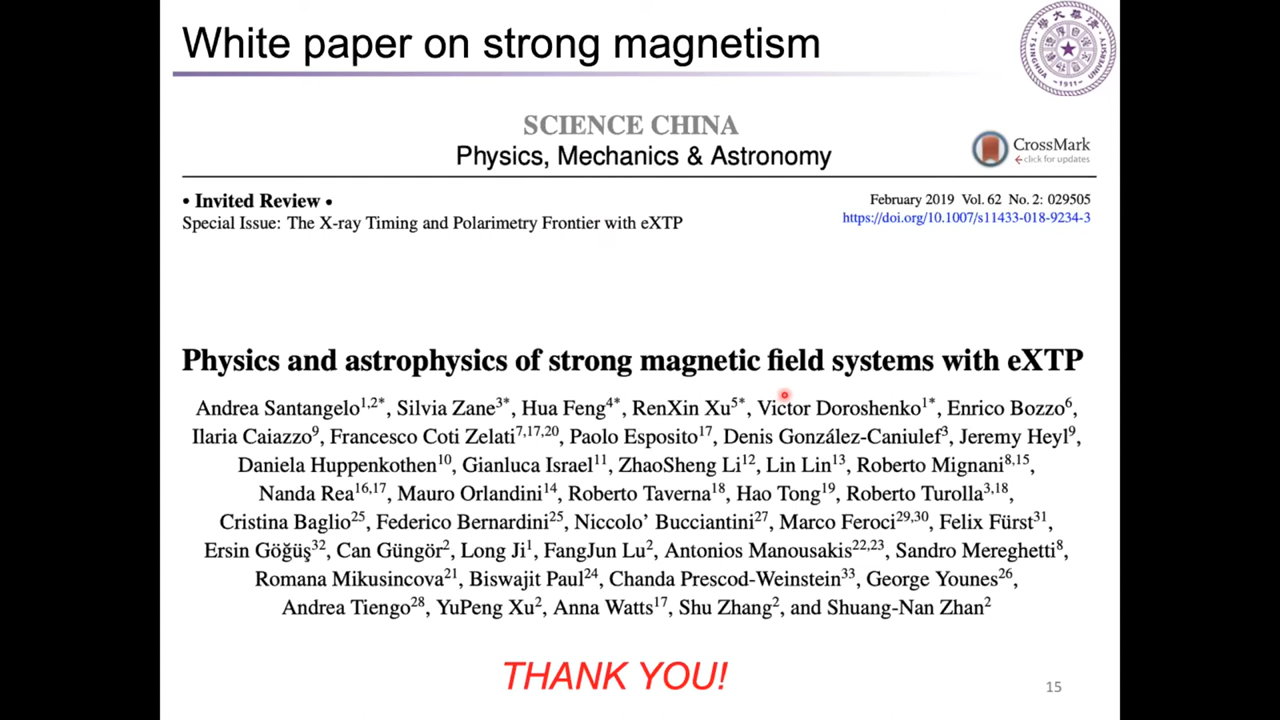 White paper on strong magnetism
SCIENCE CHINA
Physics, Mechanics & Astronomy
CrossMark
click for updates
• Invited Review •
February 2019 Vol. 62 No. 2: 029505
Special Issue: The X-ray Timing and Polarimetry Frontier with eXTP
https://doi.org/10.1007/s11433-018-9234-3
Physics and astrophysics of strong magnetic field systems with eXTP
Andrea Santangelo1,2*, Silvia Zane3*, Hua Feng4*, RenXin Xu5*, Victor Doroshenko1*, Enrico Bozzo6,
Ilaria Caiazzo9, Francesco Coti Zelati7,17,20, Paolo Esposito17, Denis González-Caniulef3, Jeremy Heyl9,
Daniela Huppenkothen10, Gianluca Israel11, ZhaoSheng Li12, Lin Lin13, Roberto Mignani8,15,
Nanda Rea16,17, Mauro Orlandini14, Roberto Taverna18, Hao Tong19, Roberto Turolla3,18,
Cristina Baglio25, Federico Bernardini25, Niccolo' Bucciantini27, Marco Feroci29,30, Felix Fürst31,
Ersin Göğüş32, Can Güngör2, Long Ji1, FangJun Lu2, Antonios Manousakis22,23, Sandro Mereghetti8,
Romana Mikusincova21, Biswajit Paul24, Chanda Prescod-Weinstein33, George Younes26,
Andrea Tiengo28, YuPeng Xu2, Anna Watts17, Shu Zhang2, and Shuang-Nan Zhan2
THANK YOU!
15